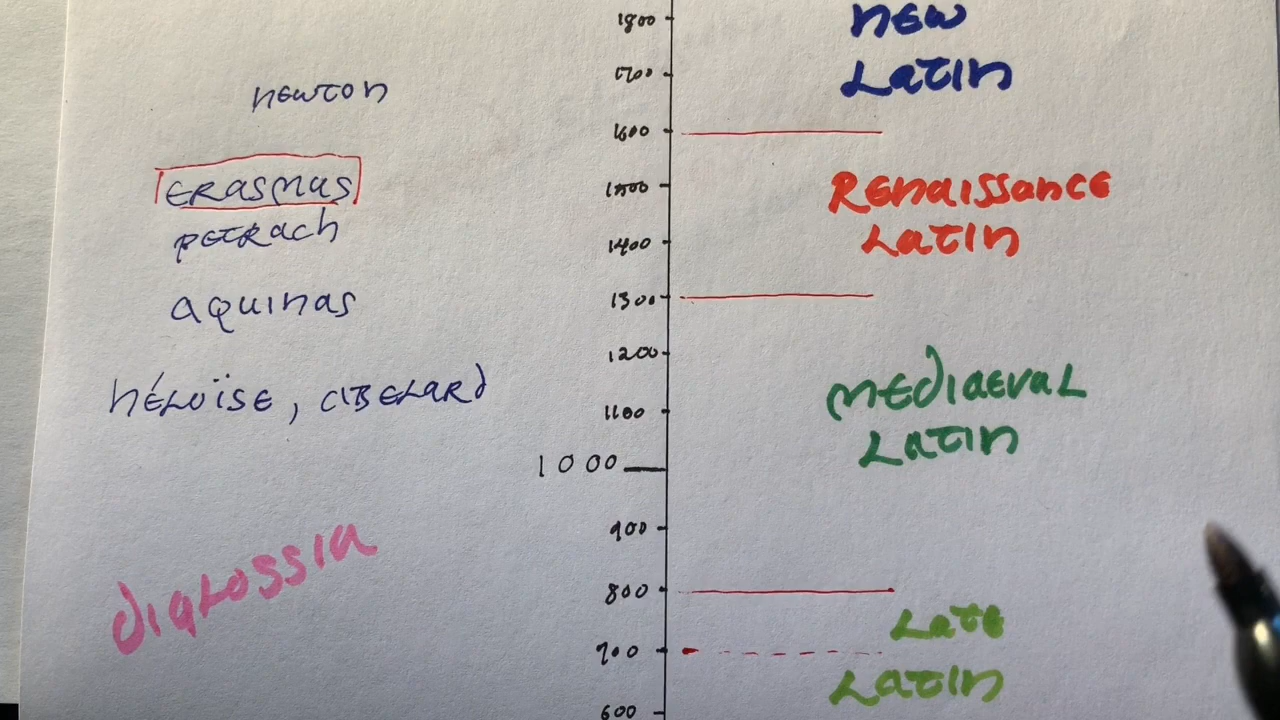 1800
NEW
LATIN
1700
NEWTON
1600
ERASMUS
1500
RENAISSANCE
LATIN
PETRACH
1400
AQUINAS
1300
1200
MEDIAEVAL
LATIN
HÉLOÏSE, ABELARD
1100
1000
900
DIGLOSSIA
800
LATE
LATIN
700
600